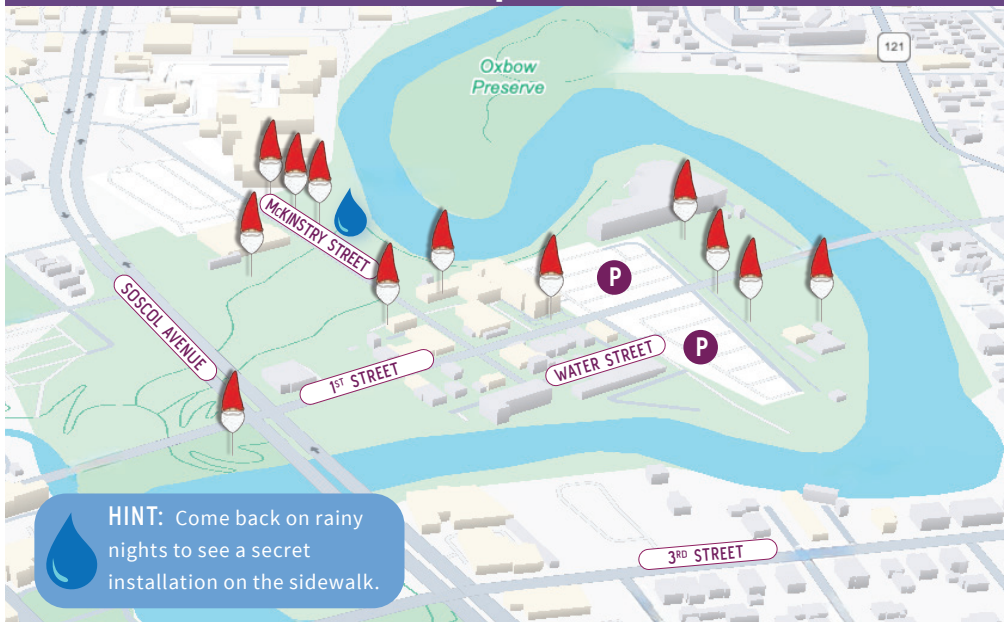 Oxbow
Preserve
121
McKINSTRY STREET
SOSCOL AVENUE
P
1ST STREET
WATER STREET
P
HINT: Come back on rainy
nights to see a secret
installation on the sidewalk.
3RD STREET